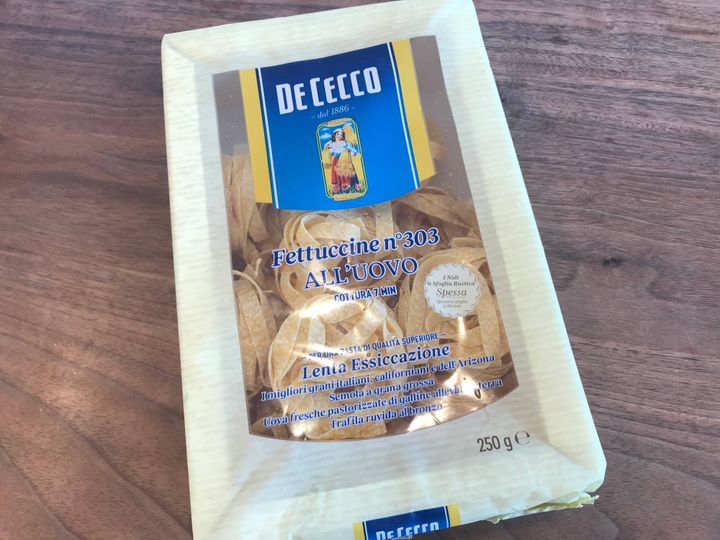 DE CECCO
dal 1886
Fettuccine n°303
ALL'UOVO
COTTURA 7 MIN
I Nidi
a Sfoglia Rustica
Spessa
PER UNA PASTA DI QUALITÀ SUPERIORE
Lenta Essiccazione
I migliori grani italiani, californiani e dell'Arizona
Semola a grana grossa
Uova fresche pastorizzate di galline allevate a terra
Trafila ruvida al bronzo
250 g ℮
DE CECCO